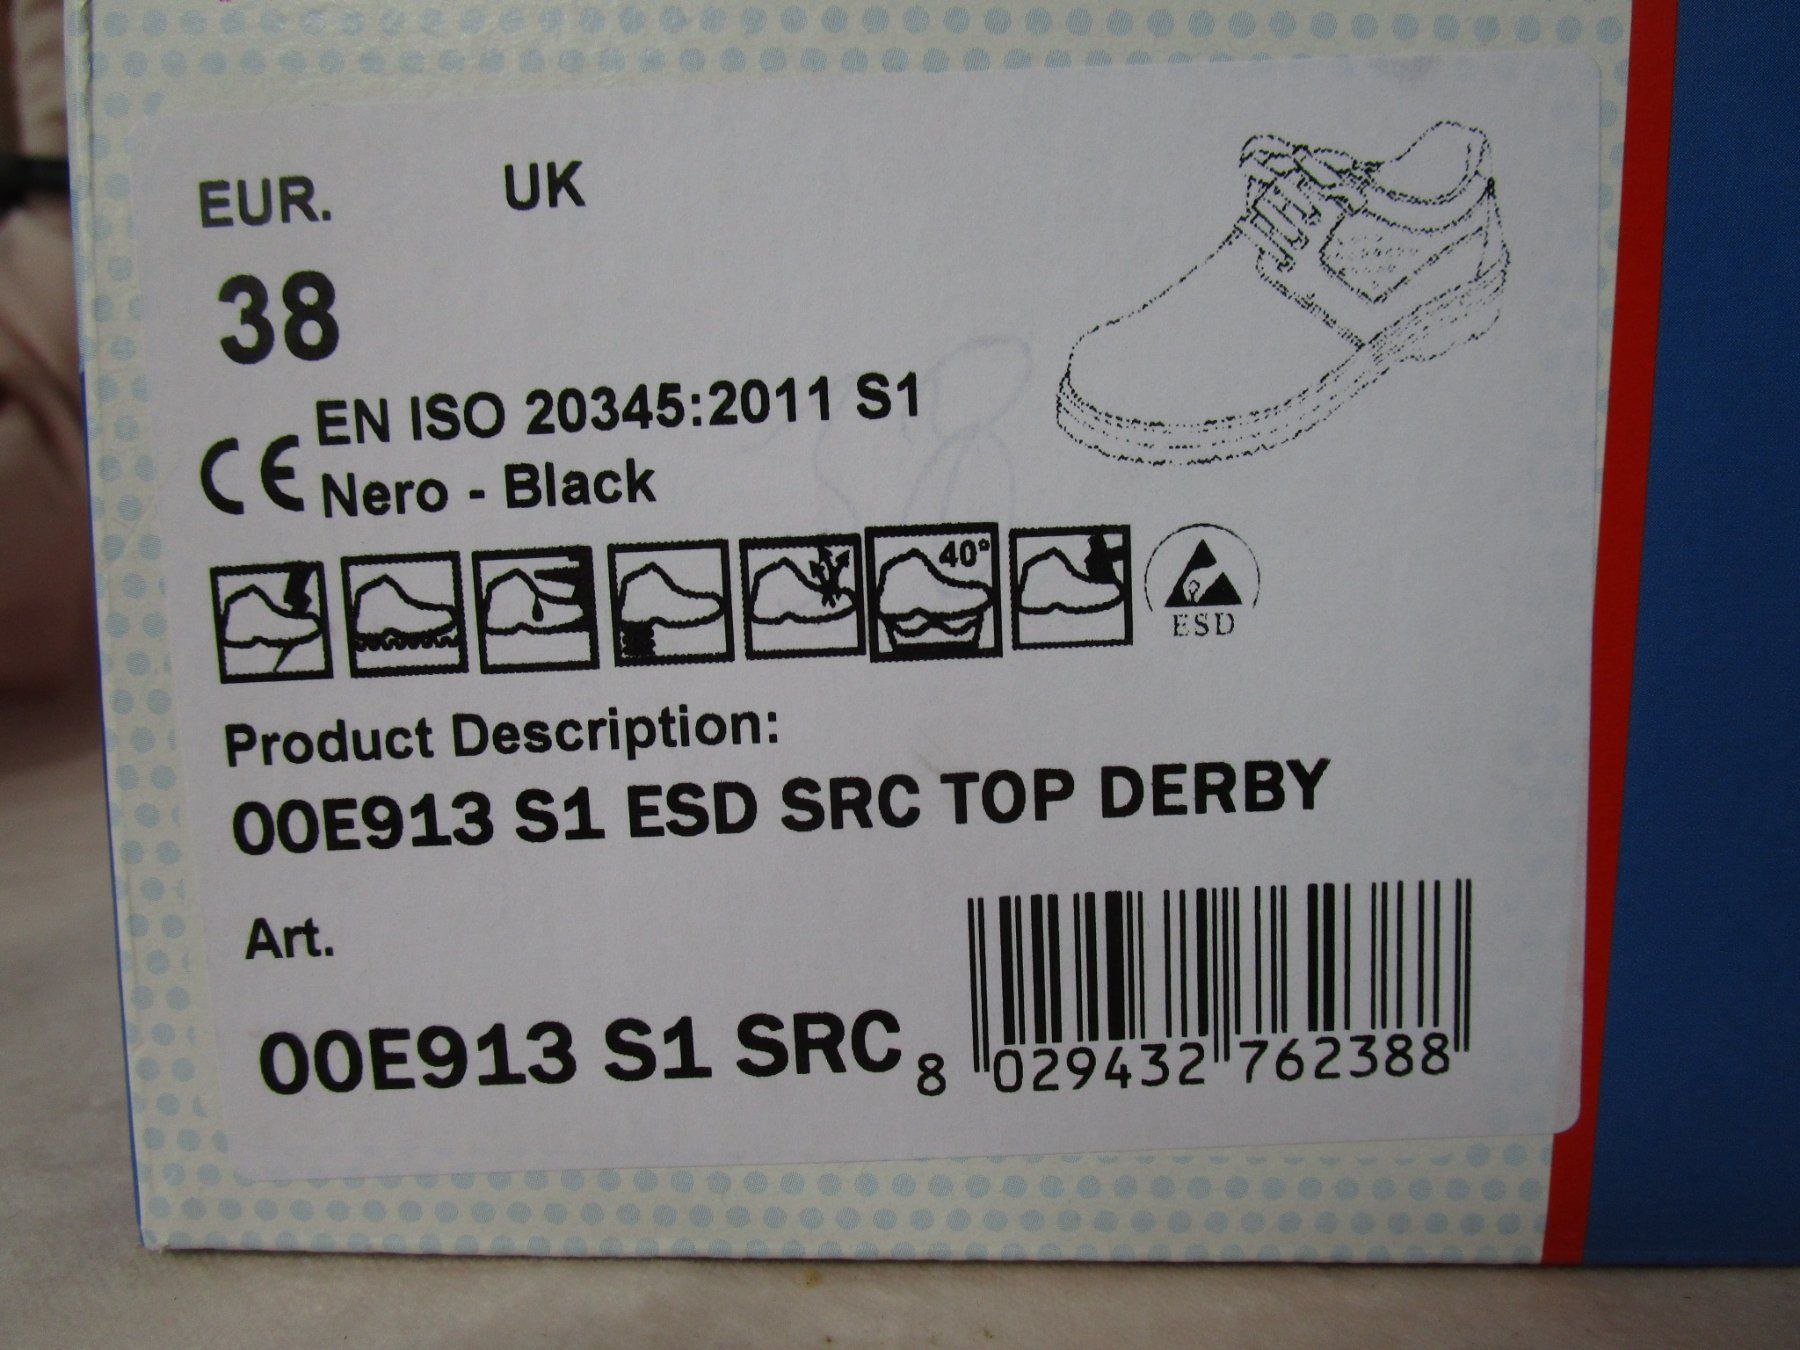 EUR. UK
38
CE EN ISO 20345:2011 S1
Nero - Black
40°
ESD
Product Description:
00E913 S1 ESD SRC TOP DERBY
Art.
00E913 S1 SRC
8 029432 762388